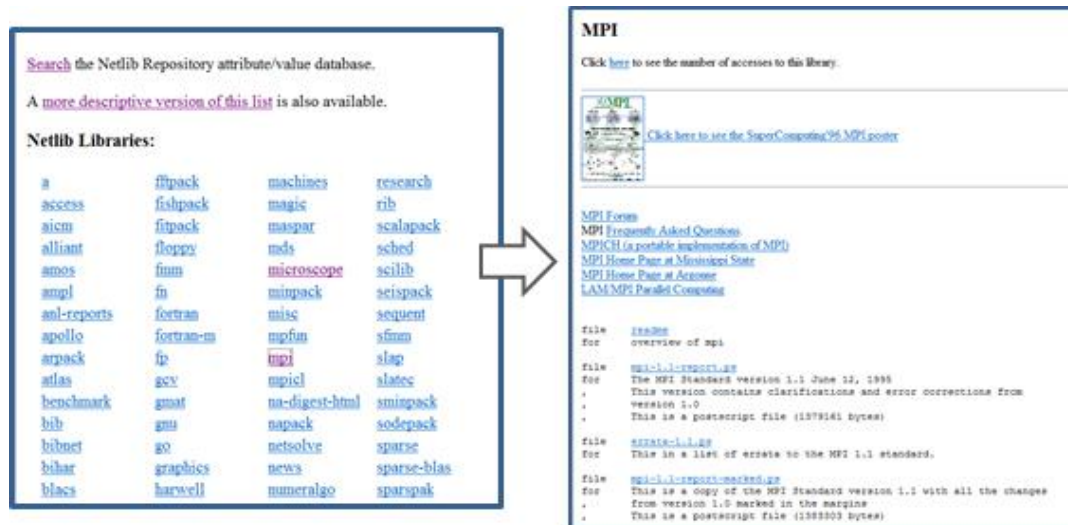 Search the Netlib Repository attribute/value database.
A more descriptive version of this list is also available.
Netlib Libraries:
a fftpack machines research
access fishpack magic rib
aicm fitpack maspar scalapack
alliant floppy mds sched
amos fmm microscope scilib
ampl fn minpack seispack
anl-reports fortran misc sequent
apollo fortran-m mpfun sfmm
arpack fp mpi slap
atlas gcv mpicl slatec
benchmark gmat na-digest-html sminpack
bib gnu napack sodepack
bibnet go netsolve sparse
bihar graphics news sparse-blas
blacs harwell numeralgo sparspak
MPI
Click here to see the number of accesses to this library.
MPI
Click here to see the SuperComputing'96 MPI poster
MPI Forum
MPI Frequently Asked Questions.
MPICH (a portable implementation of MPI)
MPI Home Page at Mississippi State
MPI Home Page at Argonne
LAM/MPI Parallel Computing
file readme
for overview of mpi
file mpi-1.1-report.ps
for The MPI Standard version 1.1 June 12, 1995
, This version contains clarifications and error corrections from
, version 1.0
, This is a postscript file (1379161 bytes)
file errata-1.1.ps
for This in a list of errata to the MPI 1.1 standard.
file mpi-1.1-report-marked.ps
for This is a copy of the MPI Standard version 1.1 with all the changes
, from version 1.0 marked in the margins
, This is a postscript file (1383803 bytes)